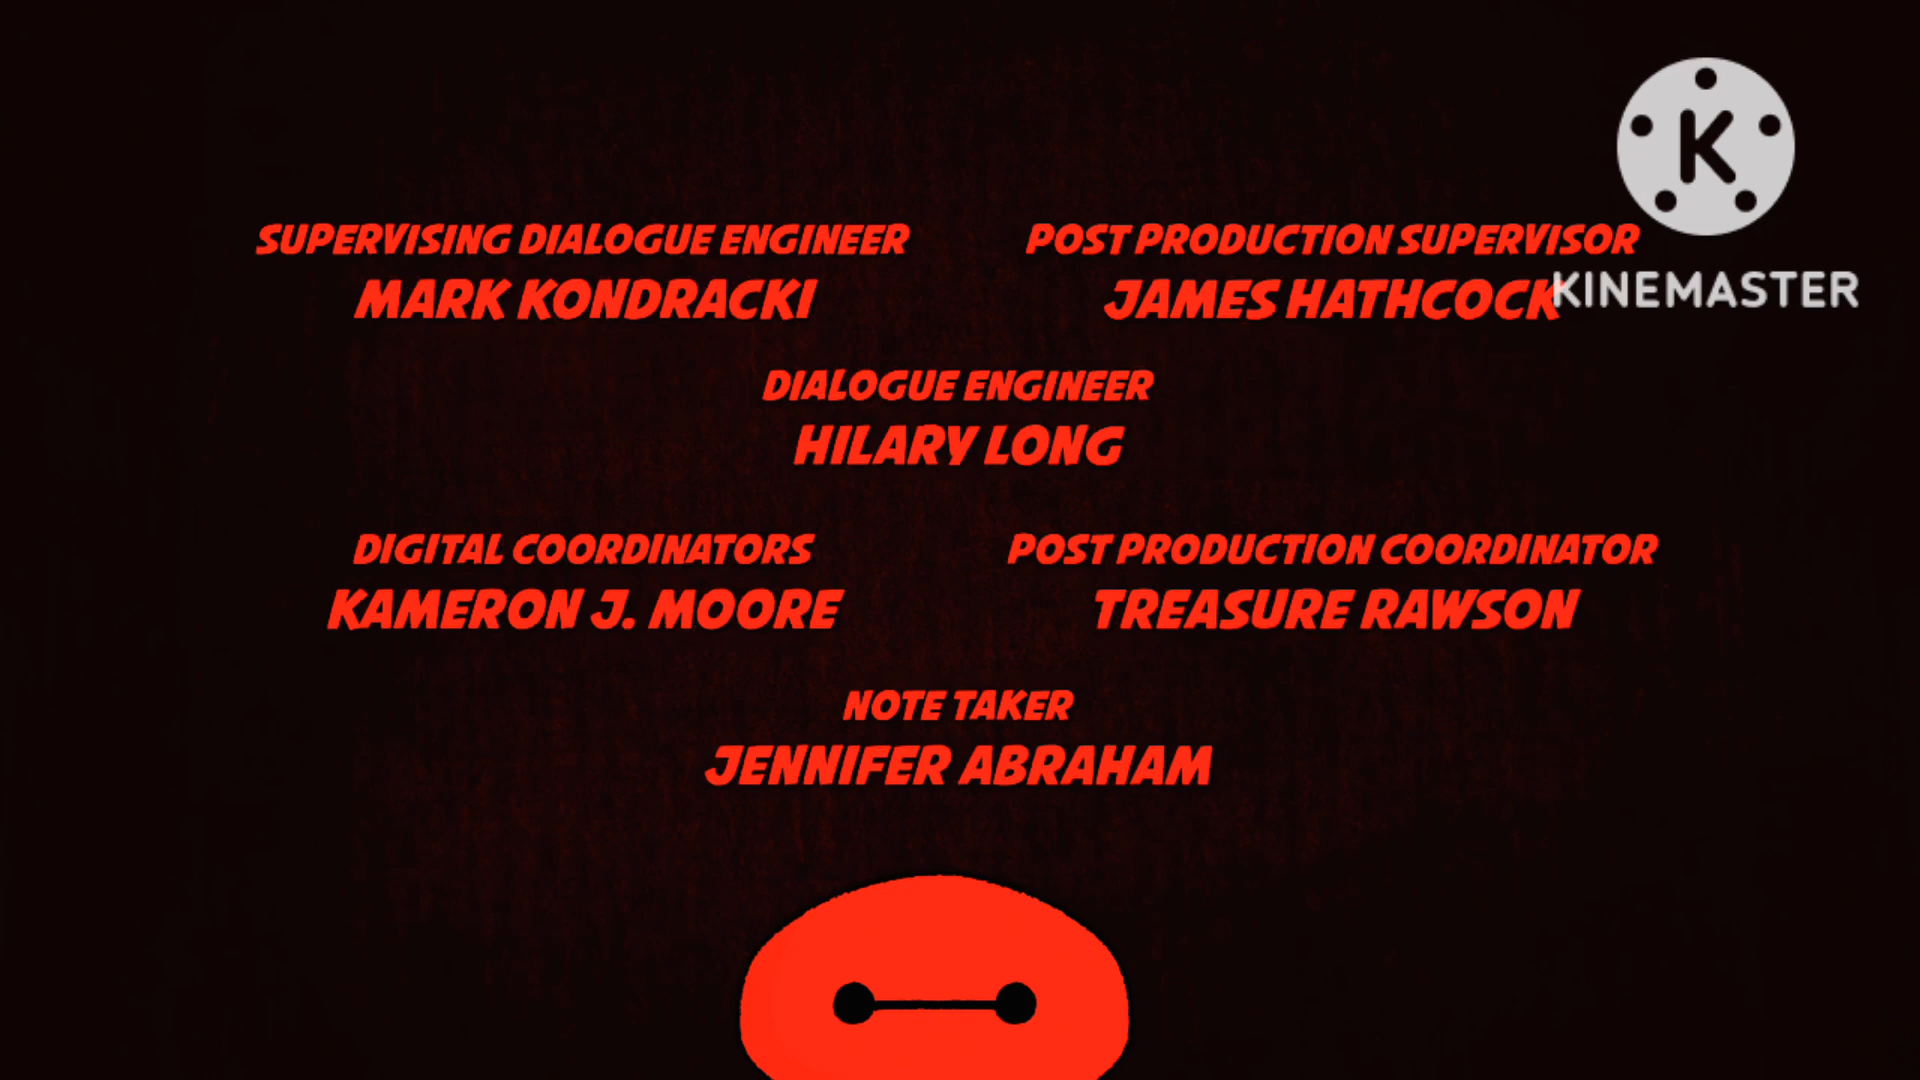 SUPERVISING DIALOGUE ENGINEER
MARK KONDRACKI
POST PRODUCTION SUPERVISOR
JAMES HATHCOCK
K
KINEMASTER
DIALOGUE ENGINEER
HILARY LONG
DIGITAL COORDINATORS
KAMERON J. MOORE
POST PRODUCTION COORDINATOR
TREASURE RAWSON
NOTE TAKER
JENNIFER ABRAHAM